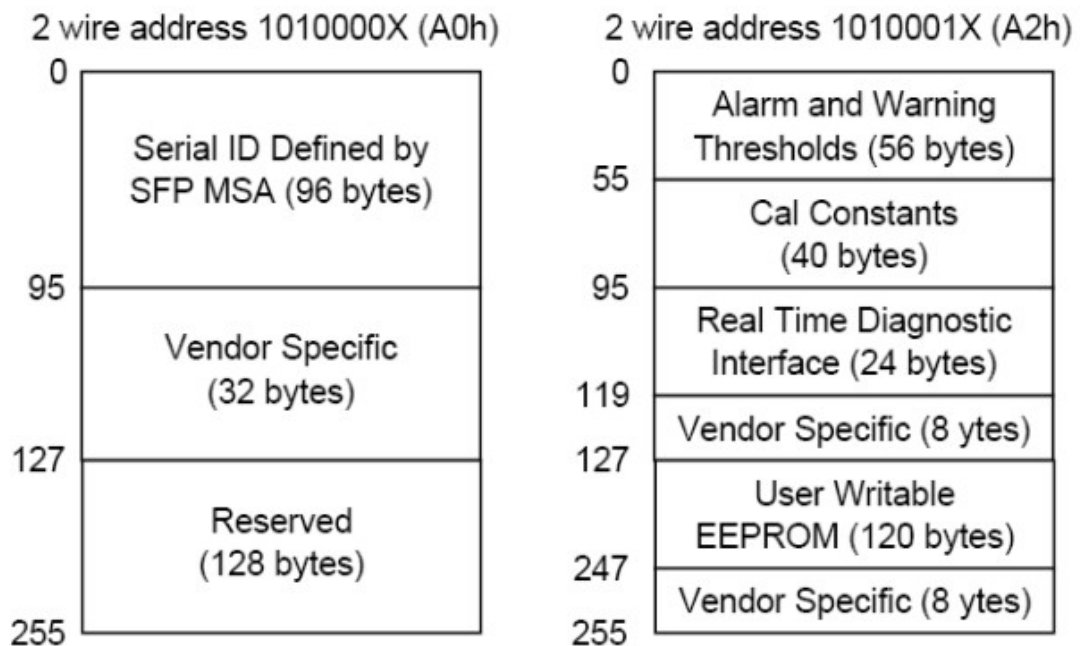 2 wire address 1010000X (A0h)
0
Serial ID Defined by
SFP MSA (96 bytes)
95
Vendor Specific
(32 bytes)
127
Reserved
(128 bytes)
255
2 wire address 1010001X (A2h)
0
Alarm and Warning
Thresholds (56 bytes)
55
Cal Constants
(40 bytes)
95
Real Time Diagnostic
Interface (24 bytes)
119
Vendor Specific (8 ytes)
127
User Writable
EEPROM (120 bytes)
247
Vendor Specific (8 ytes)
255